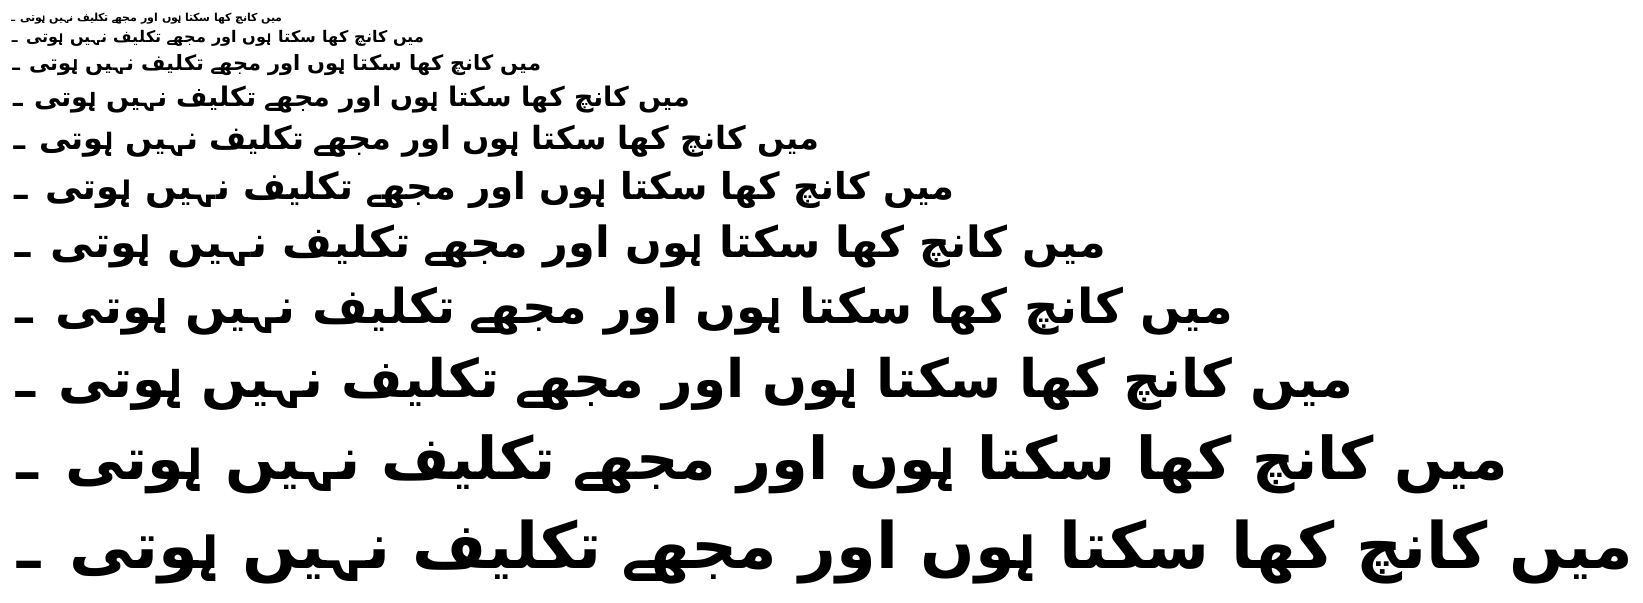 میں کانچ کھا سکتا ہوں اور مجھے تکلیف نہیں ہوتی ۔
میں کانچ کھا سکتا ہوں اور مجھے تکلیف نہیں ہوتی ۔
میں کانچ کھا سکتا ہوں اور مجھے تکلیف نہیں ہوتی ۔
میں کانچ کھا سکتا ہوں اور مجھے تکلیف نہیں ہوتی ۔
میں کانچ کھا سکتا ہوں اور مجھے تکلیف نہیں ہوتی ۔
میں کانچ کھا سکتا ہوں اور مجھے تکلیف نہیں ہوتی ۔
میں کانچ کھا سکتا ہوں اور مجھے تکلیف نہیں ہوتی ۔
میں کانچ کھا سکتا ہوں اور مجھے تکلیف نہیں ہوتی ۔
میں کانچ کھا سکتا ہوں اور مجھے تکلیف نہیں ہوتی ۔
میں کانچ کھا سکتا ہوں اور مجھے تکلیف نہیں ہوتی ۔
میں کانچ کھا سکتا ہوں اور مجھے تکلیف نہیں ہوتی ۔